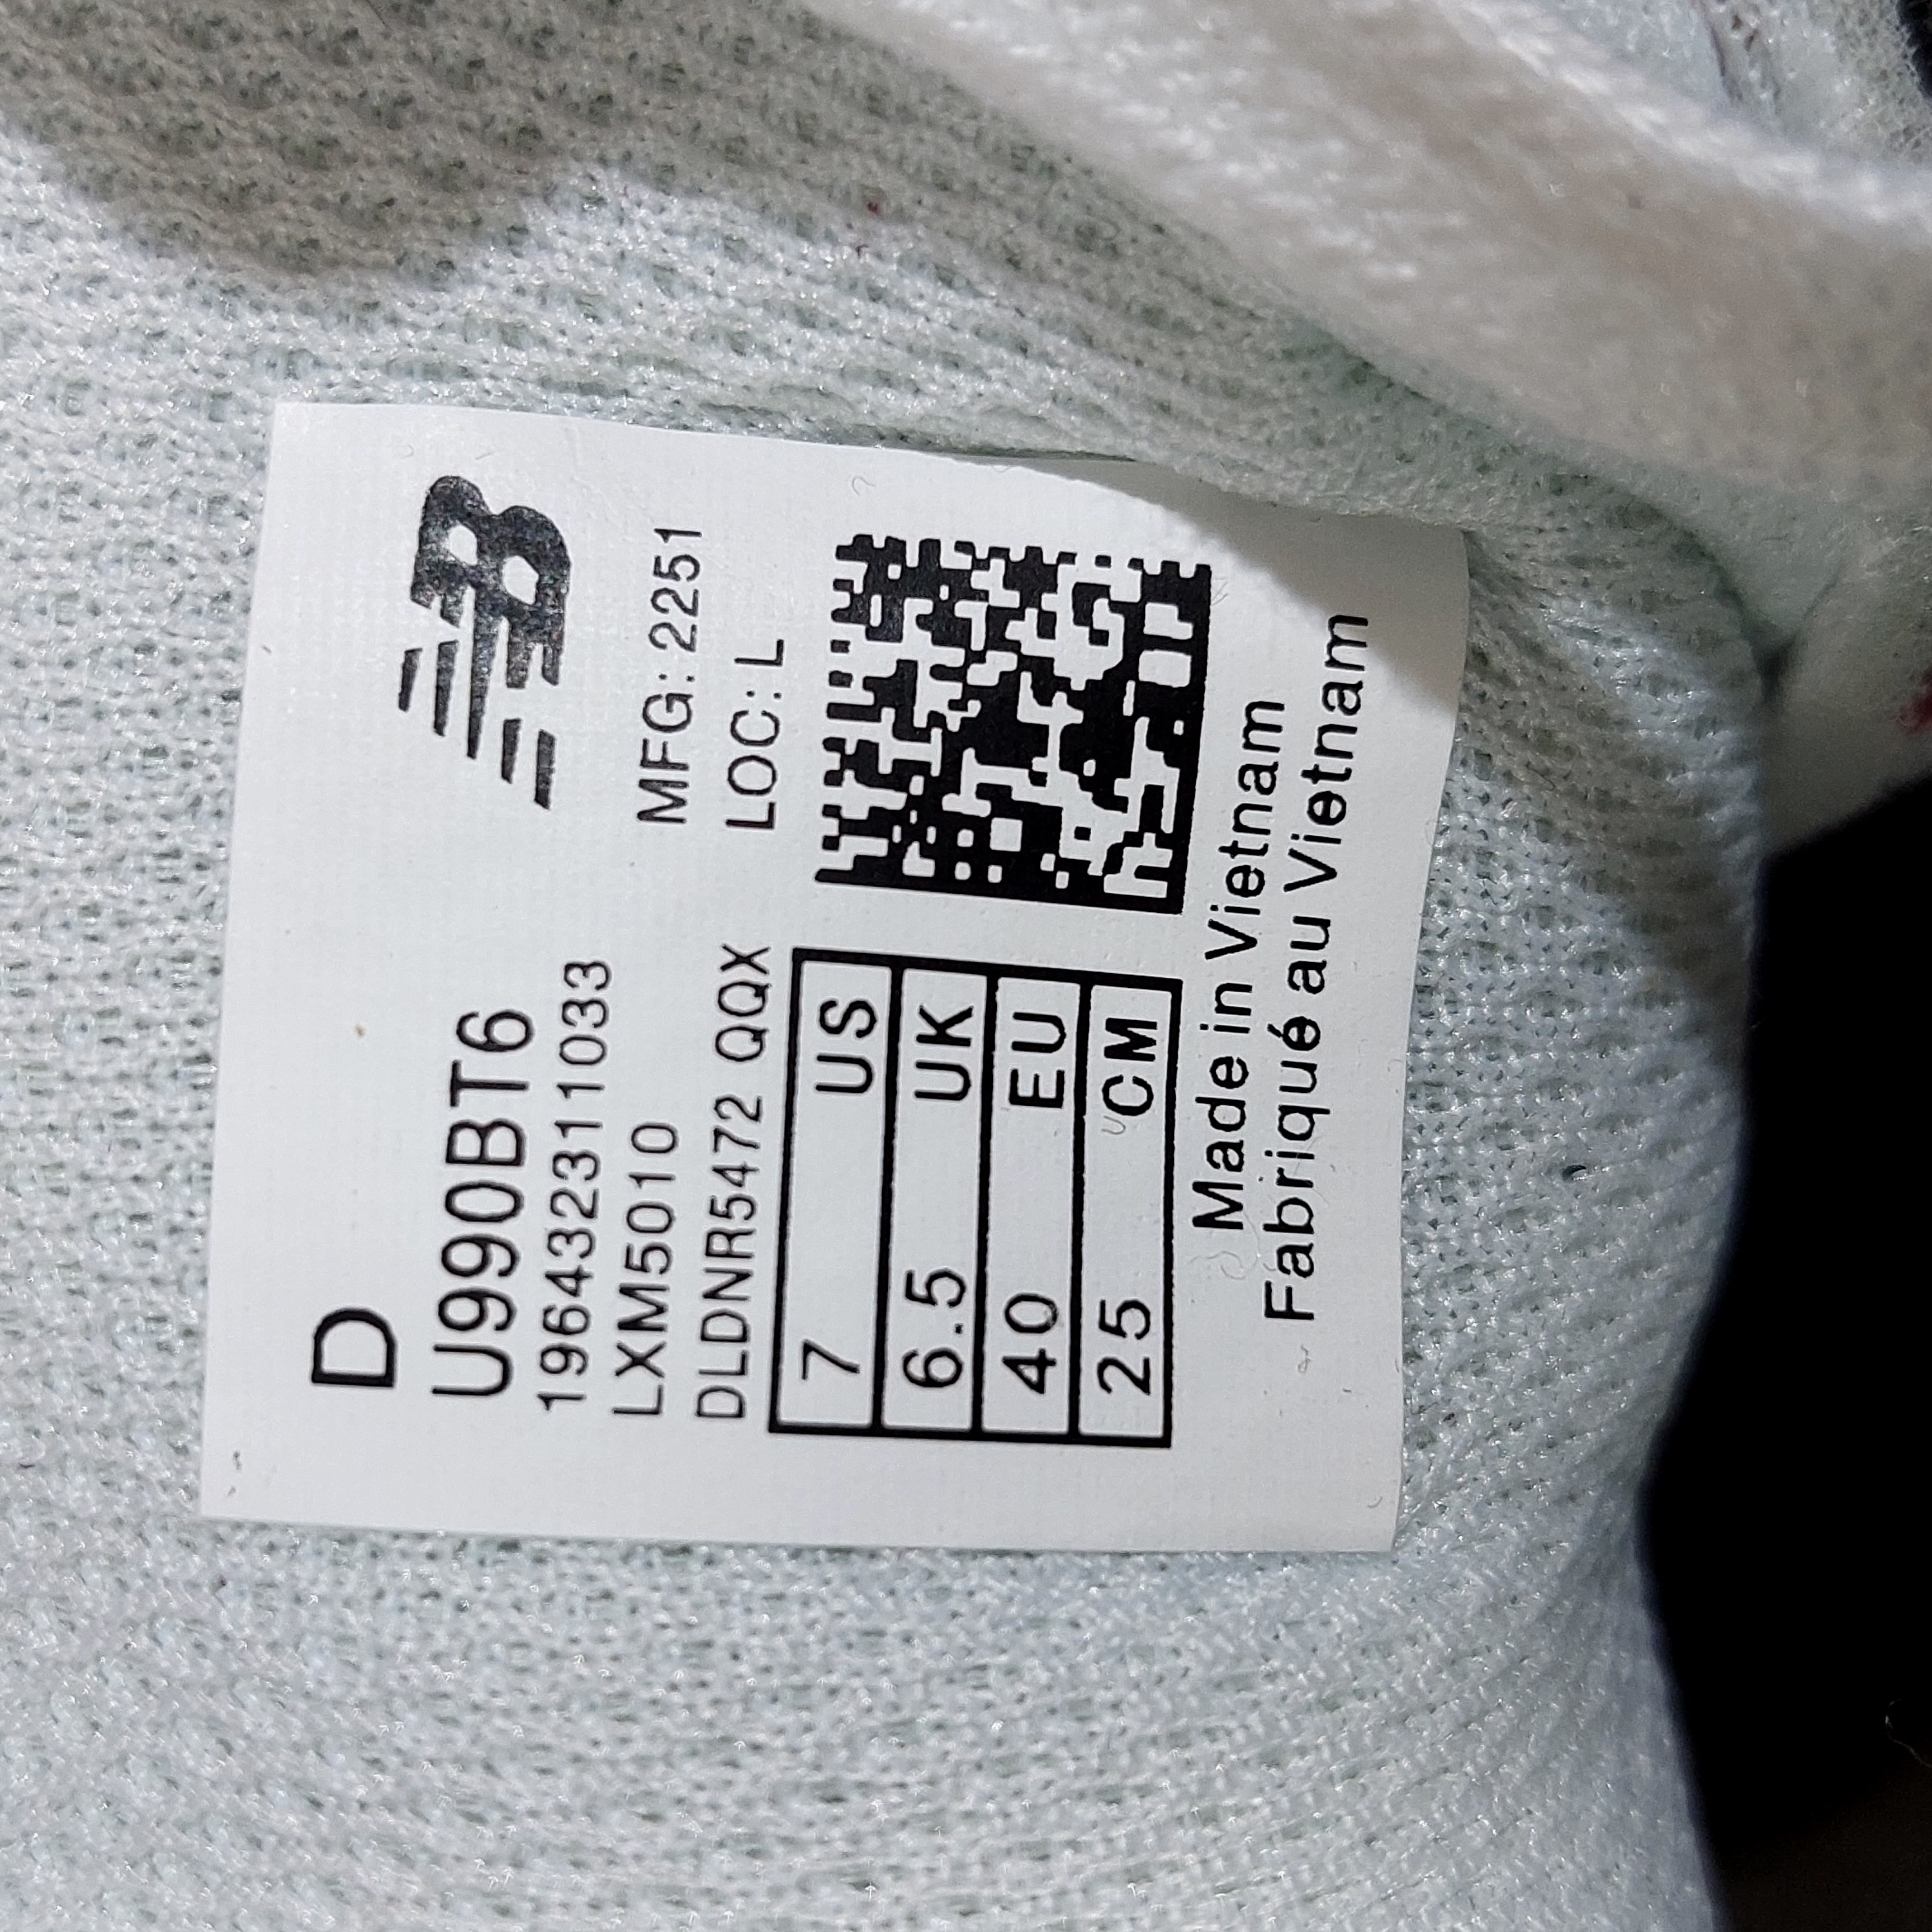 D
U990BT6
196432311033
LXM5010
DLDNR5472 QQX
NB
MFG: 2251
LOC: L
7 US
6.5 UK
40 EU
25 CM
Made in Vietnam
Fabriqué au Vietnam